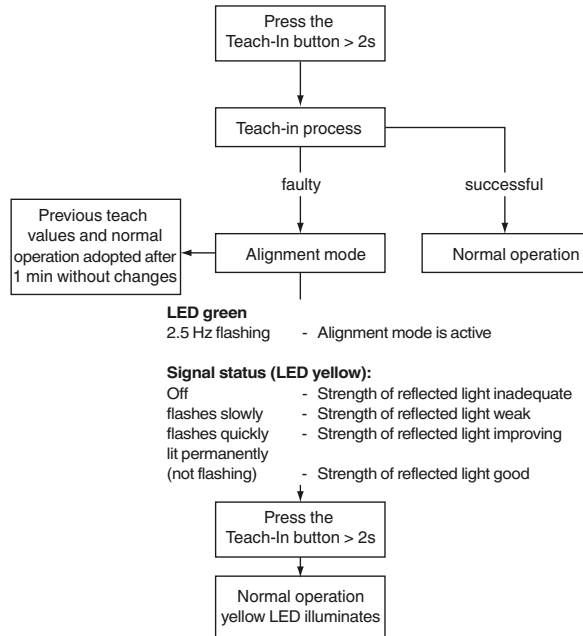 Press the
Teach-In button > 2s
Teach-in process
faulty
successful
Previous teach
values and normal
operation adopted after
1 min without changes
Alignment mode
Normal operation
LED green
2.5 Hz flashing - Alignment mode is active
Signal status (LED yellow):
Off - Strength of reflected light inadequate
flashes slowly - Strength of reflected light weak
flashes quickly - Strength of reflected light improving
lit permanently
(not flashing) - Strength of reflected light good
Press the
Teach-In button > 2s
Normal operation
yellow LED illuminates